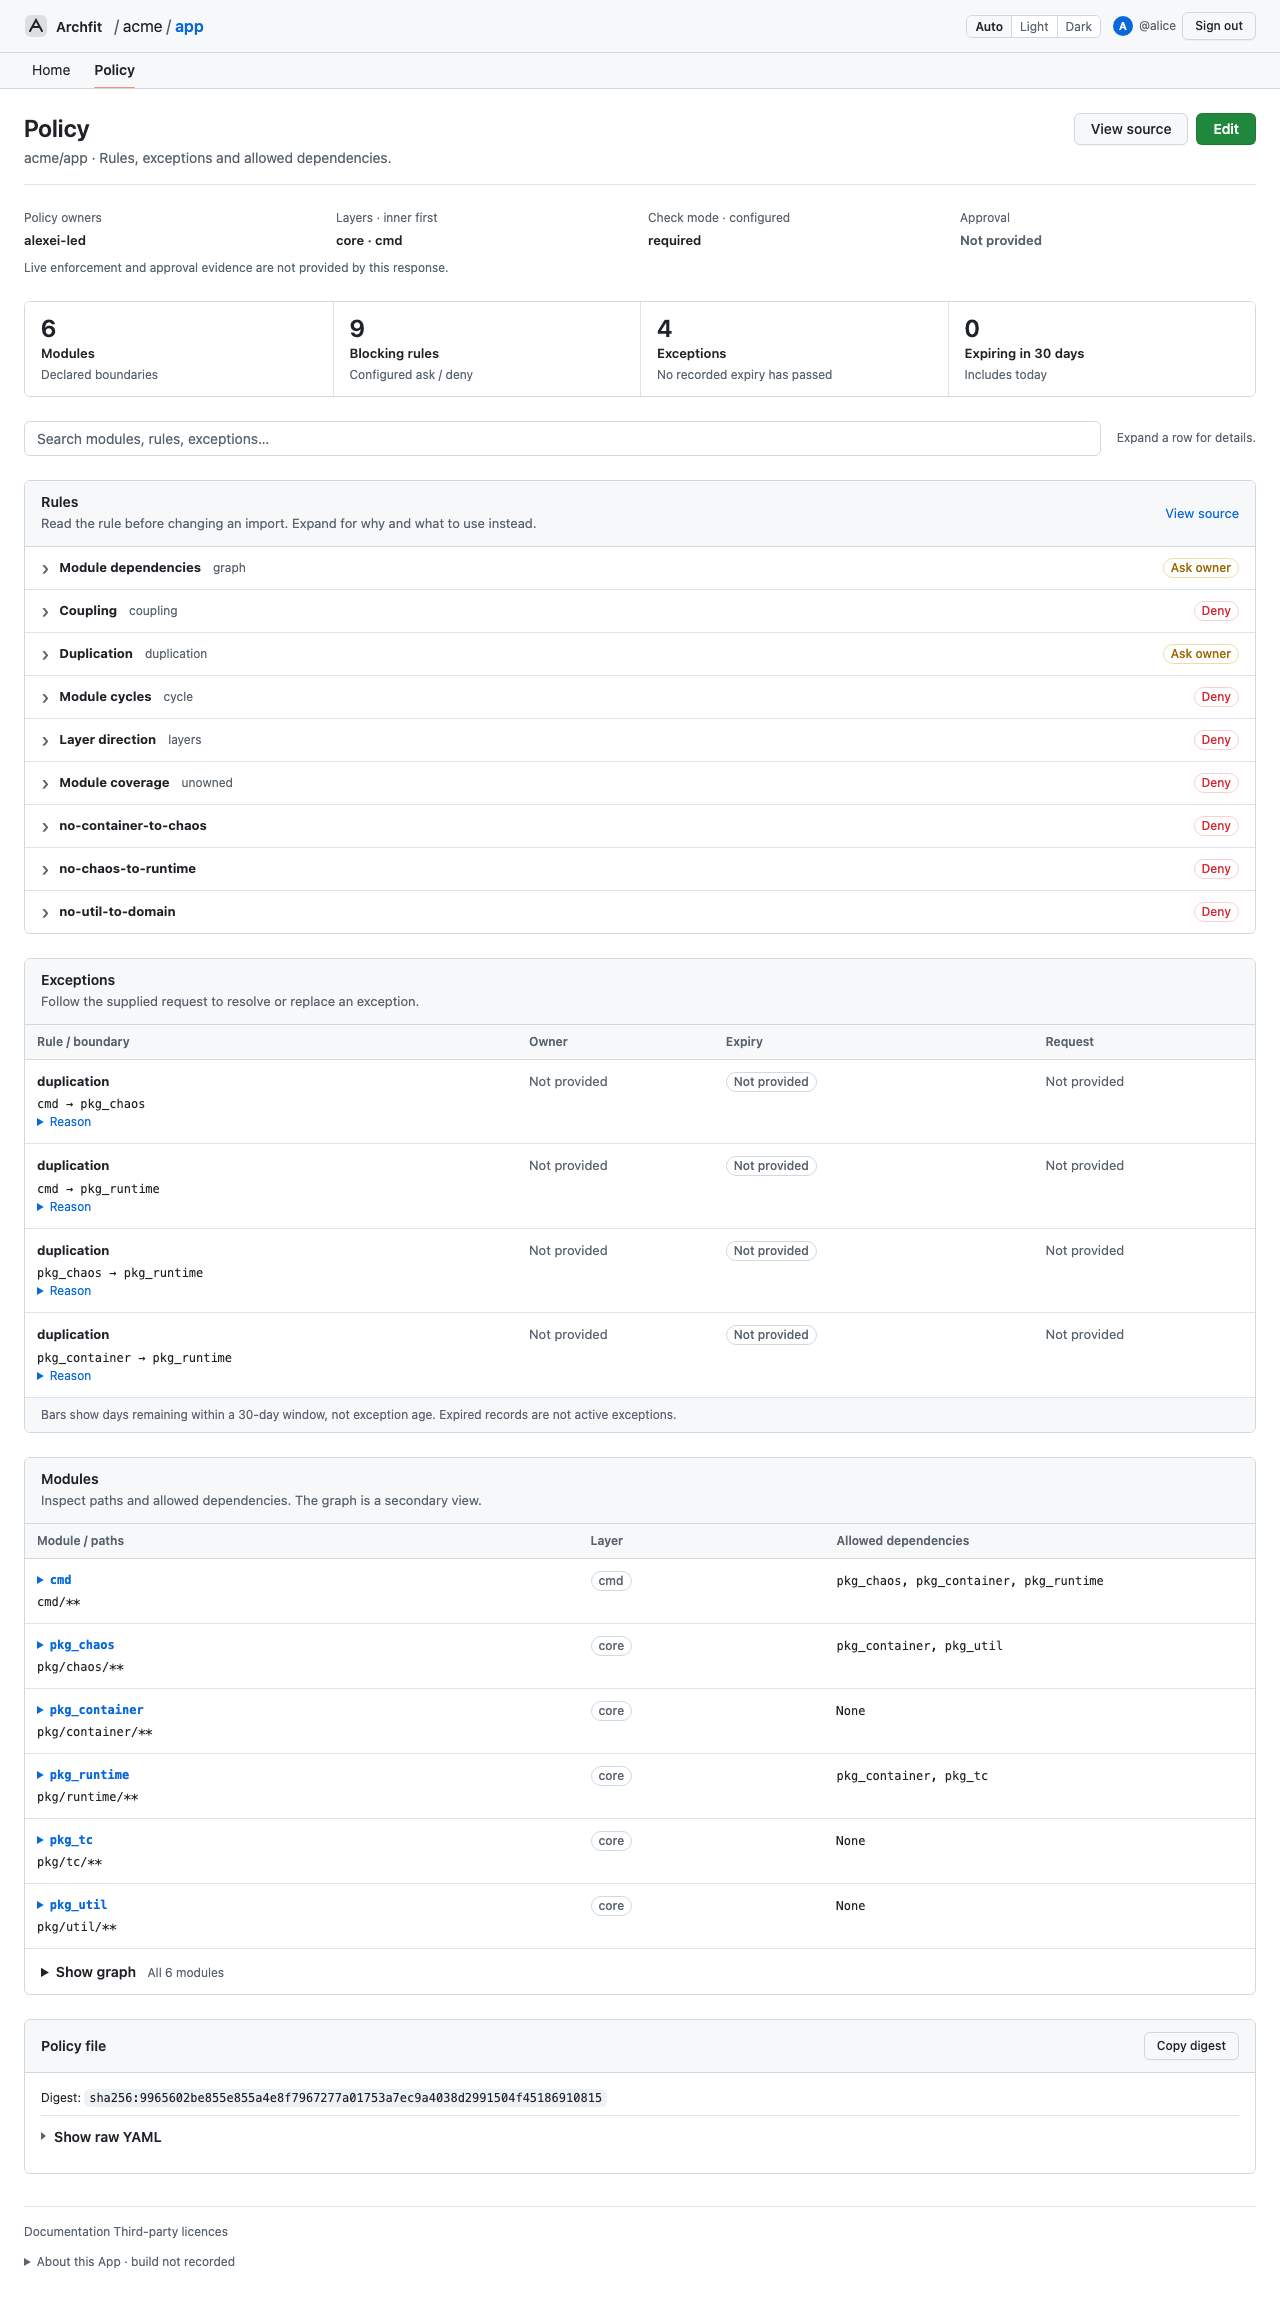 Archfit / acme / app
Auto Light Dark A @alice Sign out
Home Policy
Policy
View source Edit
acme/app · Rules, exceptions and allowed dependencies.
Policy owners Layers · inner first Check mode · configured Approval
alexei-led core · cmd required Not provided
Live enforcement and approval evidence are not provided by this response.
6 9 4 0
Modules Blocking rules Exceptions Expiring in 30 days
Declared boundaries Configured ask / deny No recorded expiry has passed Includes today
Search modules, rules, exceptions… Expand a row for details.
Rules
Read the rule before changing an import. Expand for why and what to use instead. View source
Module dependencies graph Ask owner
Coupling coupling Deny
Duplication duplication Ask owner
Module cycles cycle Deny
Layer direction layers Deny
Module coverage unowned Deny
no-container-to-chaos Deny
no-chaos-to-runtime Deny
no-util-to-domain Deny
Exceptions
Follow the supplied request to resolve or replace an exception.
Rule / boundary Owner Expiry Request
duplication Not provided Not provided Not provided
cmd → pkg_chaos
Reason
duplication Not provided Not provided Not provided
cmd → pkg_runtime
Reason
duplication Not provided Not provided Not provided
pkg_chaos → pkg_runtime
Reason
duplication Not provided Not provided Not provided
pkg_container → pkg_runtime
Reason
Bars show days remaining within a 30-day window, not exception age. Expired records are not active exceptions.
Modules
Inspect paths and allowed dependencies. The graph is a secondary view.
Module / paths Layer Allowed dependencies
cmd cmd pkg_chaos, pkg_container, pkg_runtime
cmd/**
pkg_chaos core pkg_container, pkg_util
pkg/chaos/**
pkg_container core None
pkg/container/**
pkg_runtime core pkg_container, pkg_tc
pkg/runtime/**
pkg_tc core None
pkg/tc/**
pkg_util core None
pkg/util/**
Show graph All 6 modules
Policy file Copy digest
Digest: sha256:9965602be855e855a4e8f7967277a01753a7ec9a4038d2991504f45186910815
Show raw YAML
Documentation Third-party licences
About this App · build not recorded